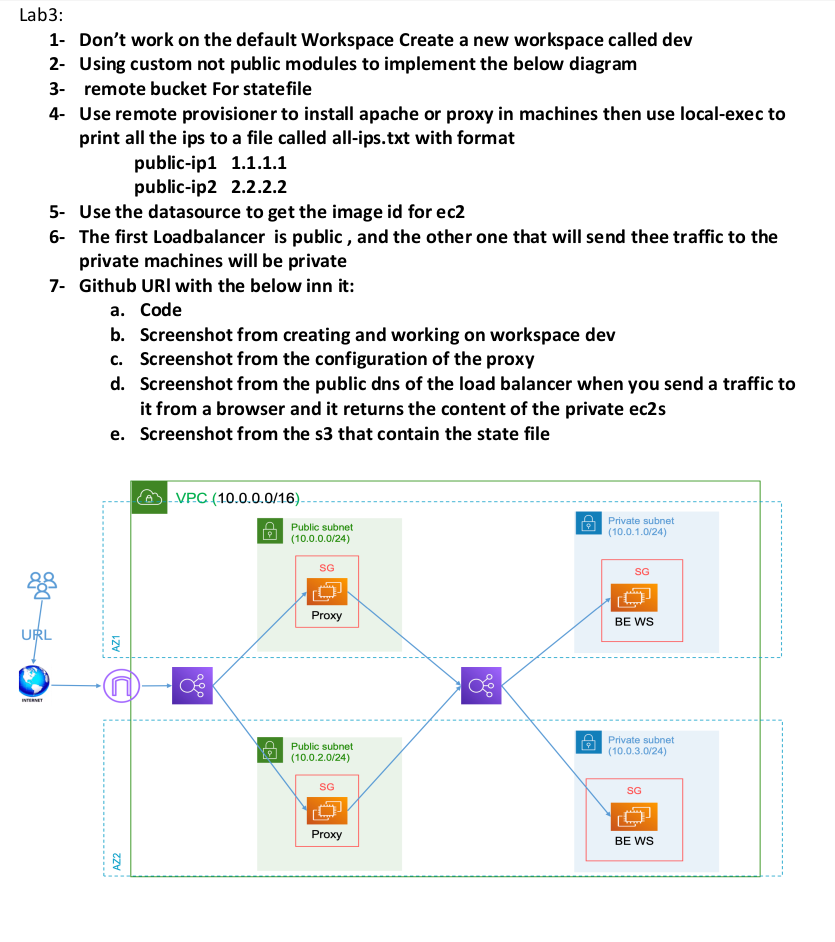 Lab3:
1- Don’t work on the default Workspace Create a new workspace called dev
2- Using custom not public modules to implement the below diagram
3- remote bucket For statefile
4- Use remote provisioner to install apache or proxy in machines then use local-exec to
print all the ips to a file called all-ips.txt with format
public-ip1 1.1.1.1
public-ip2 2.2.2.2
5- Use the datasource to get the image id for ec2
6- The first Loadbalancer is public , and the other one that will send thee traffic to the
private machines will be private
7- Github URl with the below inn it:
a. Code
b. Screenshot from creating and working on workspace dev
c. Screenshot from the configuration of the proxy
d. Screenshot from the public dns of the load balancer when you send a traffic to
it from a browser and it returns the content of the private ec2s
e. Screenshot from the s3 that contain the state file
VPC (10.0.0.0/16)
Public subnet
(10.0.0.0/24)
SG
Proxy
Private subnet
(10.0.1.0/24)
SG
BE WS
URL
AZ1
INTERNET
Public subnet
(10.0.2.0/24)
SG
Proxy
Private subnet
(10.0.3.0/24)
SG
BE WS
AZ2